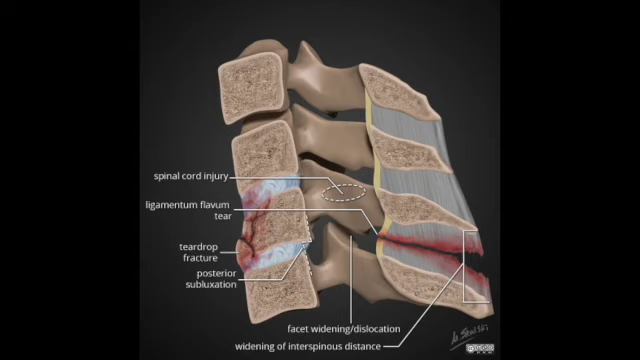 spinal cord injury
ligamentum flavum
tear
teardrop
fracture
posterior
subluxation
facet widening/dislocation
widening of interspinous distance